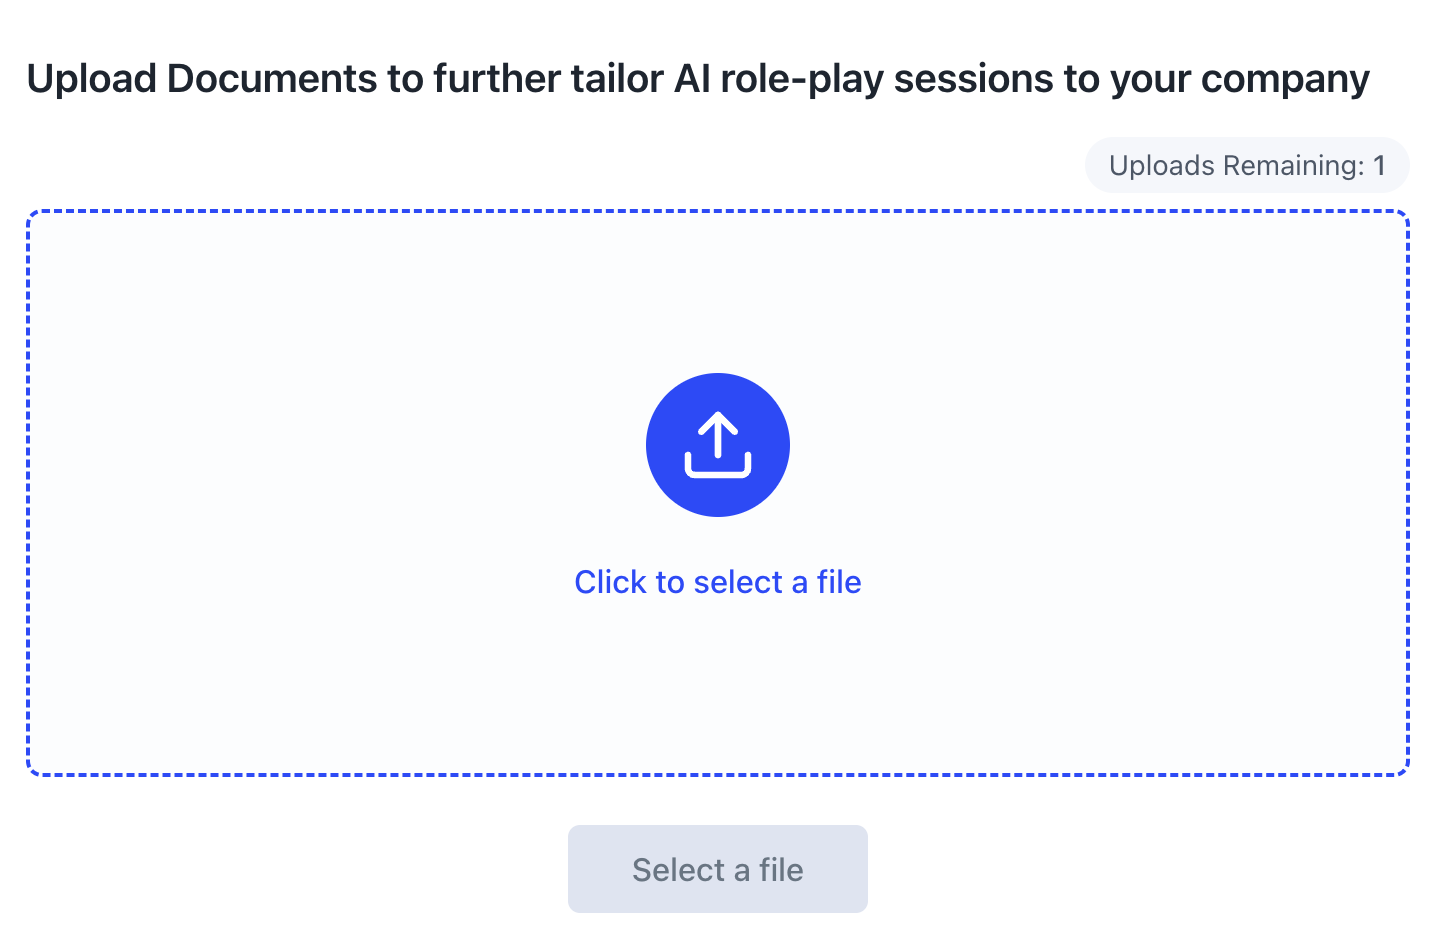 Upload Documents to further tailor AI role-play sessions to your company
Uploads Remaining: 1
Click to select a file
Select a file